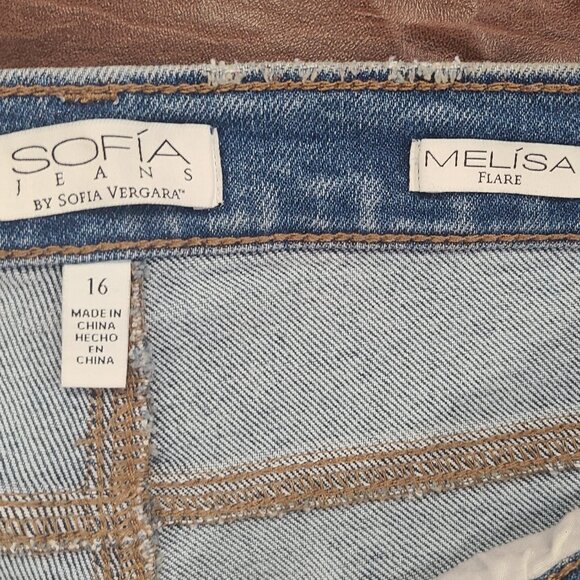 SOFÍA
JEANS
BY SOFIA VERGARA™
MELÍSA
FLARE
16
MADE IN
CHINA
HECHO
EN
CHINA